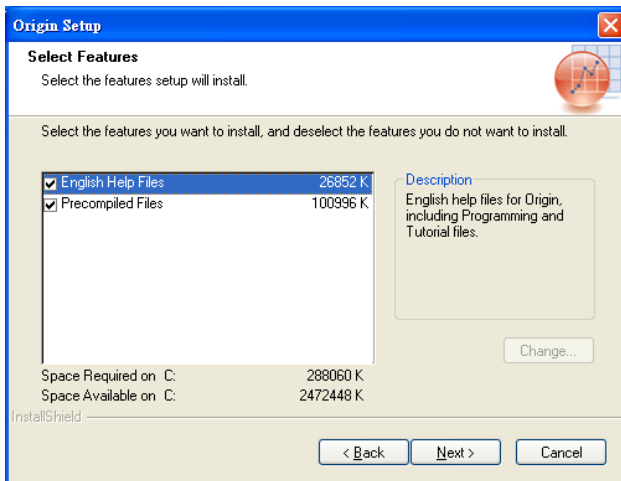 Origin Setup
Select Features
Select the features setup will install.
Select the features you want to install, and deselect the features you do not want to install.
English Help Files 26852 K
Precompiled Files 100996 K
Description
English help files for Origin,
including Programming and
Tutorial files.
Change...
Space Required on C: 288060 K
Space Available on C: 2472448 K
InstallShield
< Back
Next >
Cancel